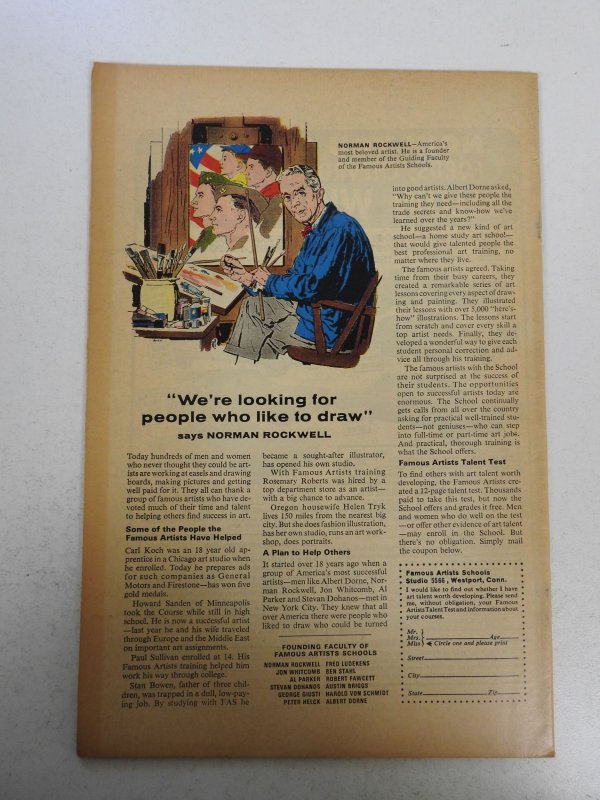 NORMAN ROCKWELL—America's
most beloved artist. He is a founder
and member of the Guiding Faculty
of the Famous Artists Schools.
"We're looking for
people who like to draw"
says NORMAN ROCKWELL
Today hundreds of men and women
who never thought they could be art-
ists are working at easels and drawing
boards, making pictures and getting
well paid for it. They all can thank a
group of famous artists who have de-
voted much of their time and talent
to helping others find success in art.
Some of the People the
Famous Artists Have Helped
Carl Koch was an 18 year old ap-
prentice in a Chicago art studio when
he enrolled. Today he prepares ads
for such companies as General
Motors and Firestone—has won five
gold medals.
Howard Sanden of Minneapolis
took the Course while still in high
school. He is now a successful artist
—last year he and his wife traveled
through Europe and the Middle East
on important art assignments.
Paul Sullivan enrolled at 14. His
Famous Artists training helped him
work his way through college.
Stan Bowen, father of three chil-
dren, was trapped in a dull, low-pay-
ing job. By studying with FAS he
became a sought-after illustrator,
has opened his own studio.
With Famous Artists training
Rosemary Roberts was hired by a
top department store as an artist—
with a big chance to advance.
Oregon housewife Helen Tryk
lives 150 miles from the nearest big
city. But she does fashion illustration,
has her own studio, runs an art work-
shop, does portraits.
A Plan to Help Others
It started over 18 years ago when a
group of America's most successful
artists—men like Albert Dorne, Nor-
man Rockwell, Jon Whitcomb, Al
Parker and Stevan Dohanos—met in
New York City. They knew that all
over America there were people who
liked to draw who could be turned
FOUNDING FACULTY OF
FAMOUS ARTISTS SCHOOLS
NORMAN ROCKWELL FRED LUDEKENS
JON WHITCOMB BEN STAHL
AL PARKER ROBERT FAWCETT
STEVAN DOHANOS AUSTIN BRIGGS
GEORGE GIUSTI HAROLD VON SCHMIDT
PETER HELCK ALBERT DORNE
into good artists. Albert Dorne asked,
"Why can't we give these people the
training they need—including all the
trade secrets and know-how we've
learned over the years?"
He suggested a new kind of art
school—a home study art school—
that would give talented people the
best professional art training, no
matter where they live.
The famous artists agreed. Taking
time from their busy careers, they
created a remarkable series of art
lessons covering every aspect of draw-
ing and painting. They illustrated
their lessons with over 5,000 "here's-
how" illustrations. The lessons start
from scratch and cover every skill a
top artist needs. Finally, they de-
veloped a wonderful way to give each
student personal correction and ad-
vice all through his training.
The famous artists with the School
are not surprised at the success of
their students. The opportunities
open to successful artists today are
enormous. The School continually
gets calls from all over the country
asking for practical well-trained stu-
dents—not geniuses—who can step
into full-time or part-time art jobs.
And practical, thorough training is
what the School offers.
Famous Artists Talent Test
To find others with art talent worth
developing, the Famous Artists cre-
ated a 12-page talent test. Thousands
paid to take this test, but now the
School offers and grades it free. Men
and women who do well on the test
—or offer other evidence of art talent
—may enroll in the School. But
there's no obligation. Simply mail
the coupon below.
Famous Artists Schools
Studio 5566, Westport, Conn.
I would like to find out whether I have
art talent worth developing. Please send
me, without obligation, your Famous
Artists Talent Test and information about
your courses.
Mr.
Mrs. Age
Miss Circle one and please print
Street
City
State Zip